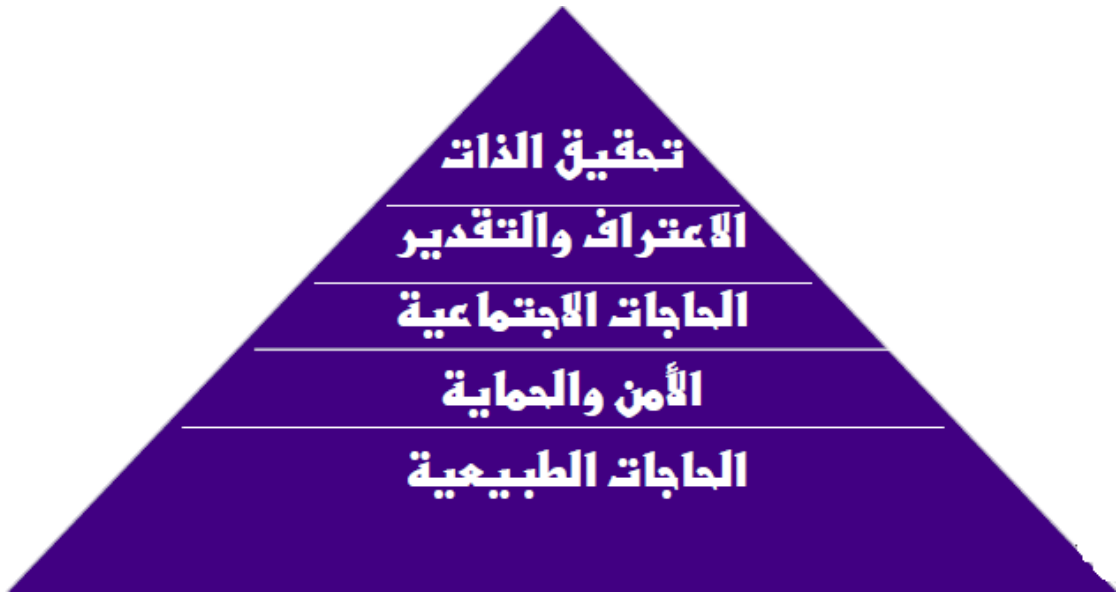 تحقيق الذات
الاعتراف والتقدير
الحاجات الاجتماعية
الأمن والحماية
الحاجات الطبيعية